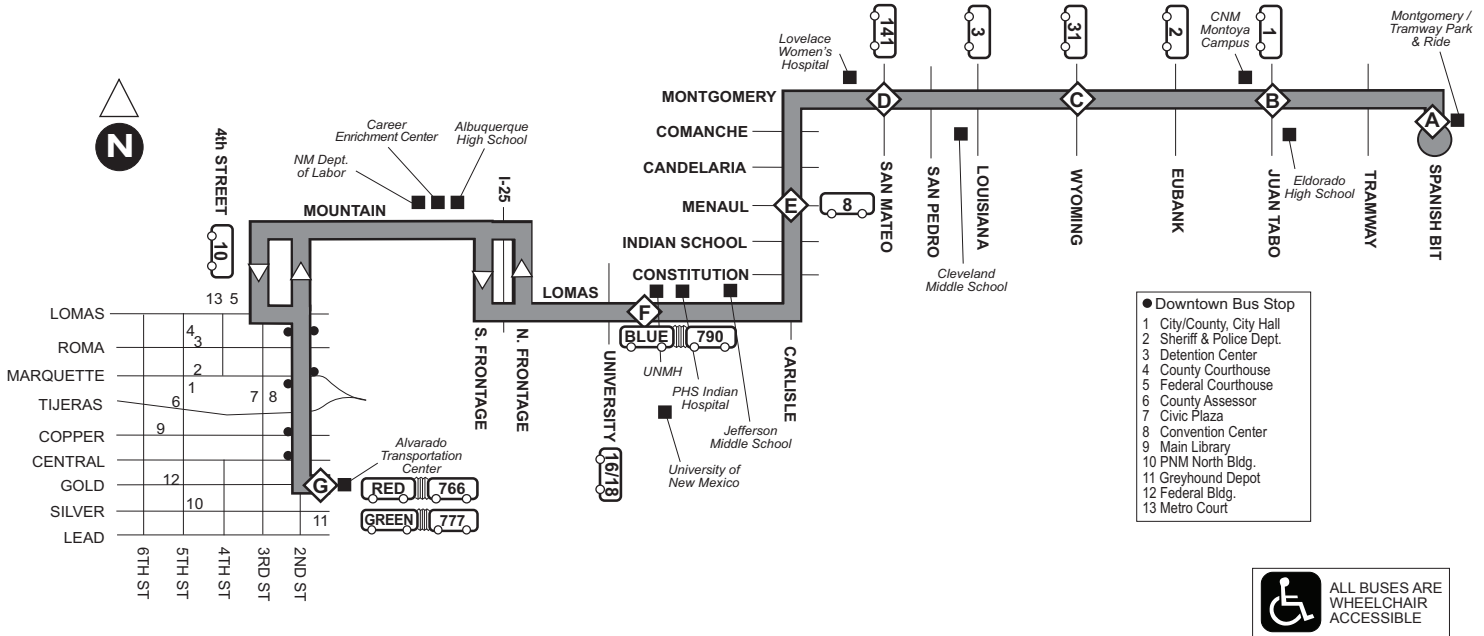 141
3
31
2
1
CNM
Montoya
Campus
Montgomery /
Tramway Park
& Ride
Lovelace
Women's
Hospital
MONTGOMERY
D
C
B
A
COMANCHE
CANDELARIA
MENAUL
E
8
INDIAN SCHOOL
CONSTITUTION
SAN MATEO
SAN PEDRO
LOUISIANA
WYOMING
EUBANK
JUAN TABO
TRAMWAY
SPANISH BIT
Eldorado
High School
Cleveland
Middle School
N
4th STREET
10
Career
Enrichment Center
Albuquerque
High School
NM Dept.
of Labor
I-25
MOUNTAIN
LOMAS
F
BLUE
790
UNMH
PHS Indian
Hospital
Jefferson
Middle School
University of
New Mexico
S. FRONTAGE
N. FRONTAGE
UNIVERSITY
16/18
CARLISLE
13 5
LOMAS
4
3
ROMA
2
MARQUETTE
1
7 8
6
TIJERAS
9
COPPER
CENTRAL
12
GOLD
10
SILVER
11
LEAD
6TH ST
5TH ST
4TH ST
3RD ST
2ND ST
G
Alvarado
Transportation
Center
RED
766
GREEN
777
Downtown Bus Stop
1 City/County, City Hall
2 Sheriff & Police Dept.
3 Detention Center
4 County Courthouse
5 Federal Courthouse
6 County Assessor
7 Civic Plaza
8 Convention Center
9 Main Library
10 PNM North Bldg.
11 Greyhound Depot
12 Federal Bldg.
13 Metro Court
ALL BUSES ARE
WHEELCHAIR
ACCESSIBLE